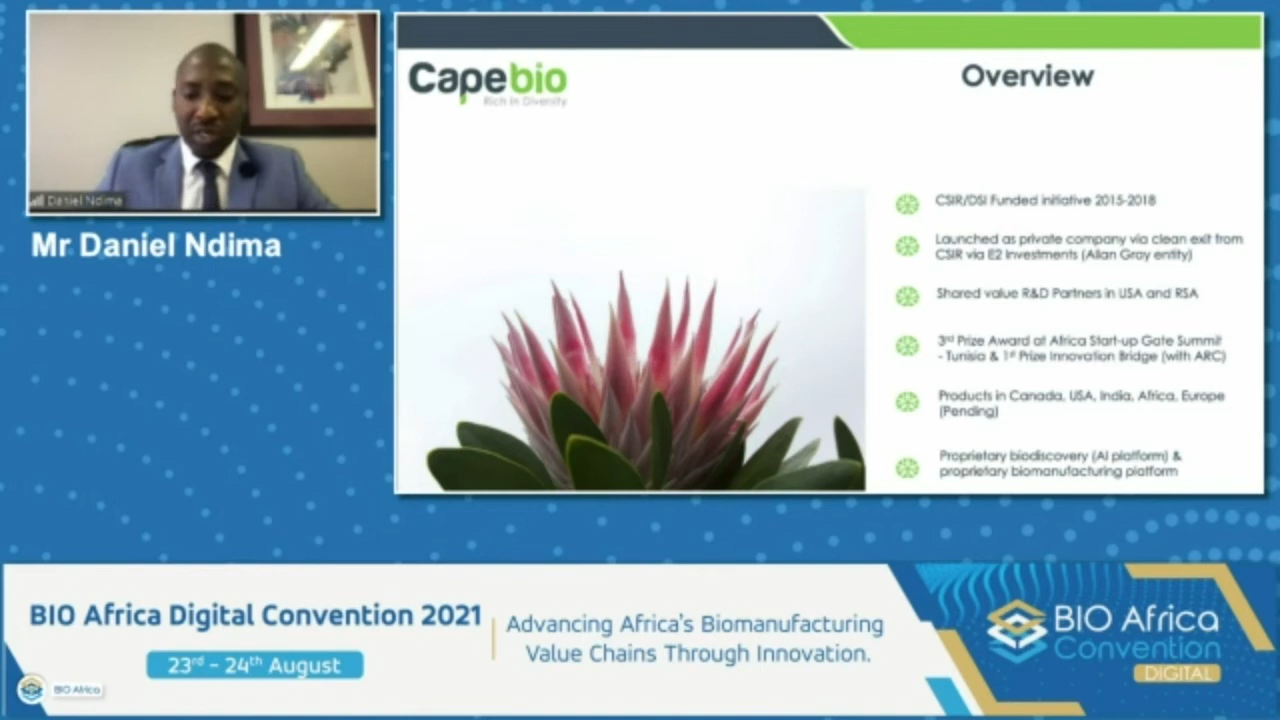 Daniel Ndima
Mr Daniel Ndima
Capebio
Rich in Diversity
Overview
CSIR/DSI Funded initiative 2015-2018
Launched as private company via clean exit from
CSIR via E2 Investments (Allan Gray entity)
Shared value R&D Partners in USA and RSA
3rd Prize Award at Africa Start-up Gate Summit
- Tunisia & 1st Prize Innovation Bridge (with ARC)
Products in Canada, USA, India, Africa, Europe
(Pending)
Proprietary biodiscovery (AI platform) &
proprietary biomanufacturing platform
BIO Africa Digital Convention 2021
23rd - 24th August
Advancing Africa's Biomanufacturing
Value Chains Through Innovation.
BIO Africa
Convention
DIGITAL
BIO Africa